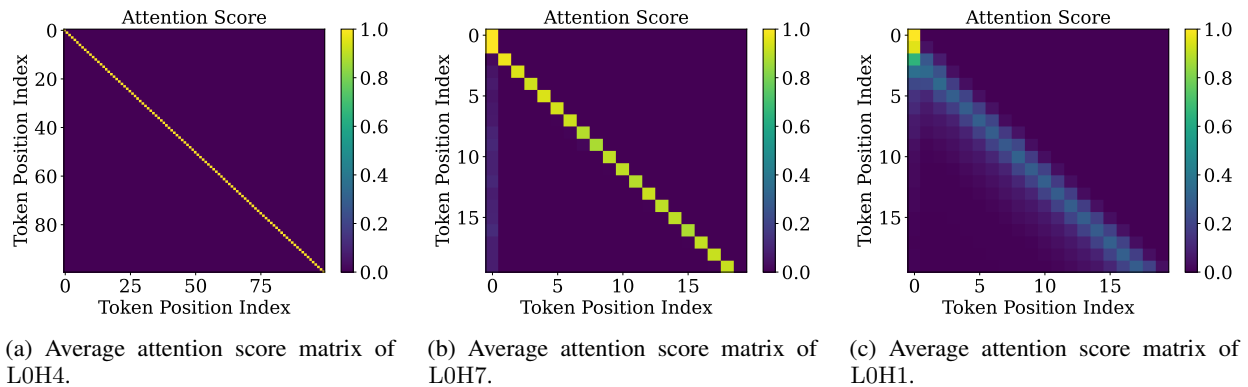 Attention Score
Attention Score
Attention Score
0
20
40
60
80
0
25
50
75
Token Position Index
Token Position Index
1.0
0.8
0.6
0.4
0.2
0.0
0
5
10
15
0
5
10
15
Token Position Index
Token Position Index
1.0
0.8
0.6
0.4
0.2
0.0
0
5
10
15
0
5
10
15
Token Position Index
Token Position Index
1.0
0.8
0.6
0.4
0.2
0.0
(a) Average attention score matrix of
L0H4.
(b) Average attention score matrix of
L0H7.
(c) Average attention score matrix of
L0H1.